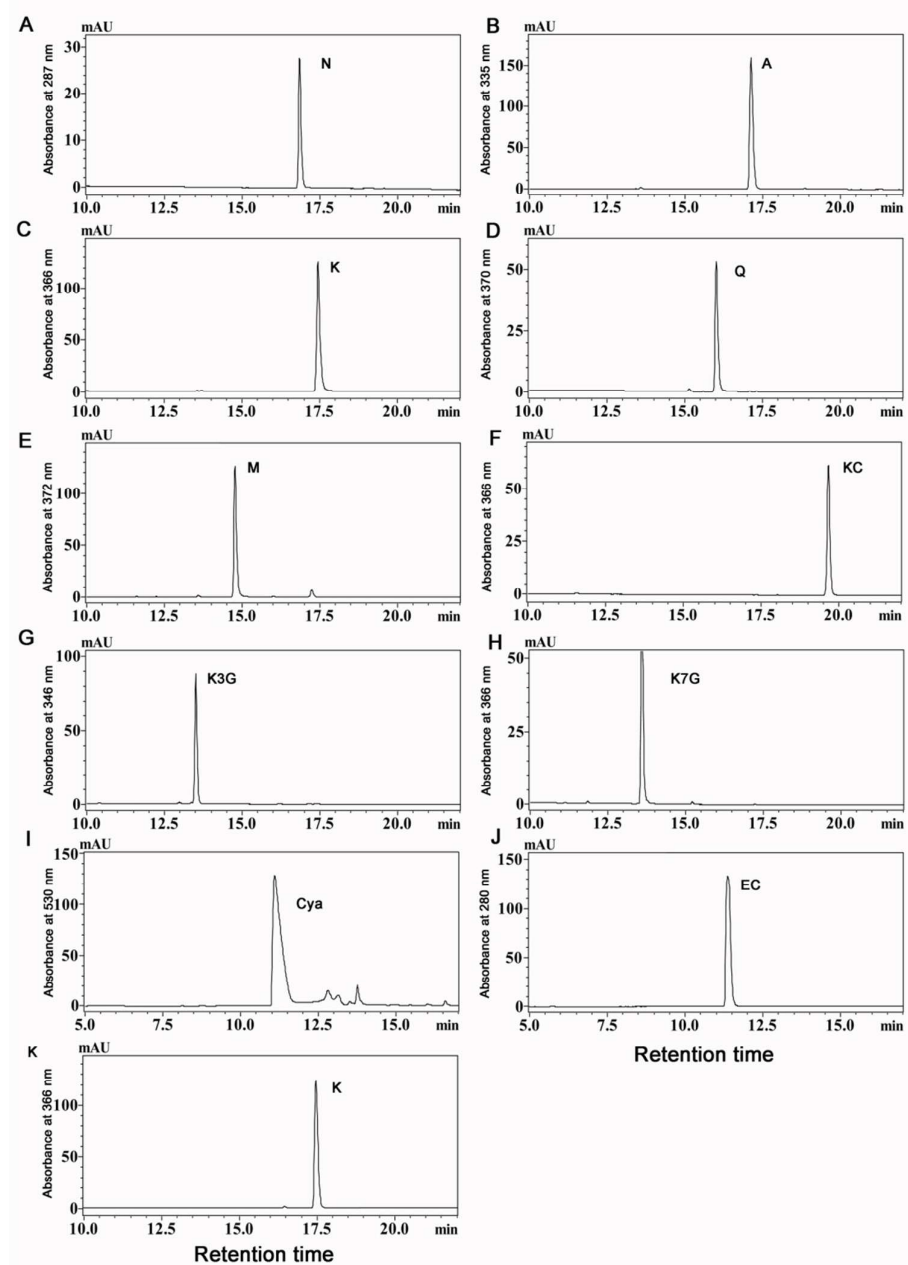 A
mAU
Absorbance at 287 nm
30
20
10
0
N
10.0 12.5 15.0 17.5 20.0 min
B
mAU
Absorbance at 335 nm
150
100
50
0
A
10.0 12.5 15.0 17.5 20.0 min
C
mAU
Absorbance at 366 nm
100
50
0
K
10.0 12.5 15.0 17.5 20.0 min
D
mAU
Absorbance at 370 nm
50
25
0
Q
10.0 12.5 15.0 17.5 20.0 min
E
mAU
Absorbance at 372 nm
100
50
0
M
10.0 12.5 15.0 17.5 20.0 min
F
mAU
Absorbance at 366 nm
50
25
0
KC
10.0 12.5 15.0 17.5 20.0 min
G
mAU
Absorbance at 346 nm
100
50
0
K3G
10.0 12.5 15.0 17.5 20.0 min
H
mAU
Absorbance at 366 nm
50
25
0
K7G
10.0 12.5 15.0 17.5 20.0 min
I
mAU
Absorbance at 530 nm
150
100
50
0
Cya
5.0 7.5 10.0 12.5 15.0 min
J
mAU
Absorbance at 280 nm
150
100
50
0
EC
5.0 7.5 10.0 12.5 15.0 min
Retention time
K
mAU
Absorbance at 366 nm
100
50
0
K
10.0 12.5 15.0 17.5 20.0 min
Retention time